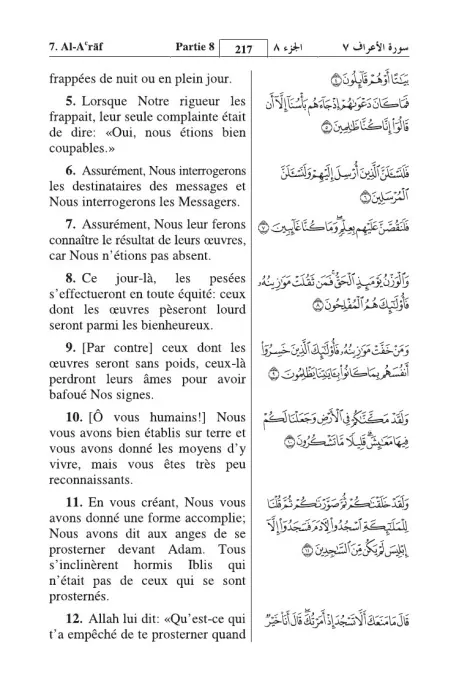 7. Al-Aʿrāf
Partie 8
217
الجزء ٨
سورة الأعراف ٧
frappées de nuit ou en plein jour.
5. Lorsque Notre rigueur les
frappait, leur seule complainte était
de dire: «Oui, nous étions bien
coupables.»
6. Assurément, Nous interrogerons
les destinataires des messages et
Nous interrogerons les Messagers.
7. Assurément, Nous leur ferons
connaître le résultat de leurs œuvres,
car Nous n'étions pas absent.
8. Ce jour-là, les pesées
s'effectueront en toute équité: ceux
dont les œuvres pèseront lourd
seront parmi les bienheureux.
9. [Par contre] ceux dont les
œuvres seront sans poids, ceux-là
perdront leurs âmes pour avoir
bafoué Nos signes.
10. [Ô vous humains!] Nous
vous avons bien établis sur terre et
vous avons donné les moyens d'y
vivre, mais vous êtes très peu
reconnaissants.
11. En vous créant, Nous vous
avons donné une forme accomplie;
Nous avons dit aux anges de se
prosterner devant Adam. Tous
s'inclinèrent hormis Iblis qui
n'était pas de ceux qui se sont
prosternés.
12. Allah lui dit: «Qu'est-ce qui
t'a empêché de te prosterner quand
بَيَٰتًا أَوْ هُمْ قَآئِلُونَ ٤
فَمَا كَانَ دَعْوَىٰهُمْ إِذْ جَآءَهُم بَأْسُنَآ إِلَّآ أَن
قَالُوٓا۟ إِنَّا كُنَّا ظَٰلِمِينَ ٥
فَلَنَسْـَٔلَنَّ ٱلَّذِينَ أُرْسِلَ إِلَيْهِمْ وَلَنَسْـَٔلَنَّ
ٱلْمُرْسَلِينَ ٦
فَلَنَقُصَّنَّ عَلَيْهِم بِعِلْمٍ ۖ وَمَا كُنَّا غَآئِبِينَ ٧
وَٱلْوَزْنُ يَوْمَئِذٍ ٱلْحَقُّ ۚ فَمَن ثَقُلَتْ مَوَٰزِينُهُۥ
فَأُو۟لَٰٓئِكَ هُمُ ٱلْمُفْلِحُونَ ٨
وَمَنْ خَفَّتْ مَوَٰزِينُهُۥ فَأُو۟لَٰٓئِكَ ٱلَّذِينَ خَسِرُوٓا۟
أَنفُسَهُم بِمَا كَانُوا۟ بِـَٔايَٰتِنَا يَظْلِمُونَ ٩
وَلَقَدْ مَكَّنَّٰكُمْ فِى ٱلْأَرْضِ وَجَعَلْنَا لَكُمْ
فِيهَا مَعَٰيِشَ ۗ قَلِيلًا مَّا تَشْكُرُونَ ١٠
وَلَقَدْ خَلَقْنَٰكُمْ ثُمَّ صَوَّرْنَٰكُمْ ثُمَّ قُلْنَا
لِلْمَلَٰٓئِكَةِ ٱسْجُدُوا۟ لِـَٔادَمَ فَسَجَدُوٓا۟ إِلَّآ
إِبْلِيسَ لَمْ يَكُن مِّنَ ٱلسَّٰجِدِينَ ١١
قَالَ مَا مَنَعَكَ أَلَّا تَسْجُدَ إِذْ أَمَرْتُكَ ۖ قَالَ أَنَا۠ خَيْرٌ